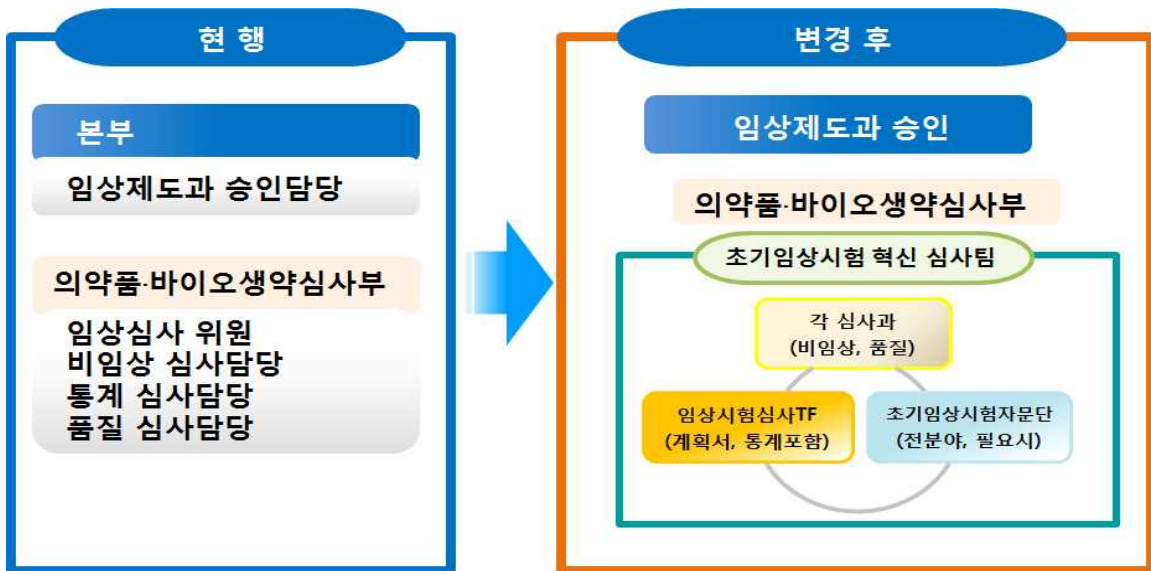 현 행
본부
임상제도과 승인담당
의약품·바이오생약심사부
임상심사 위원
비임상 심사담당
통계 심사담당
품질 심사담당
변경 후
임상제도과 승인
의약품·바이오생약심사부
초기임상시험 혁신 심사팀
각 심사과
(비임상, 품질)
임상시험심사TF
(계획서, 통계포함)
초기임상시험자문단
(전분야, 필요시)